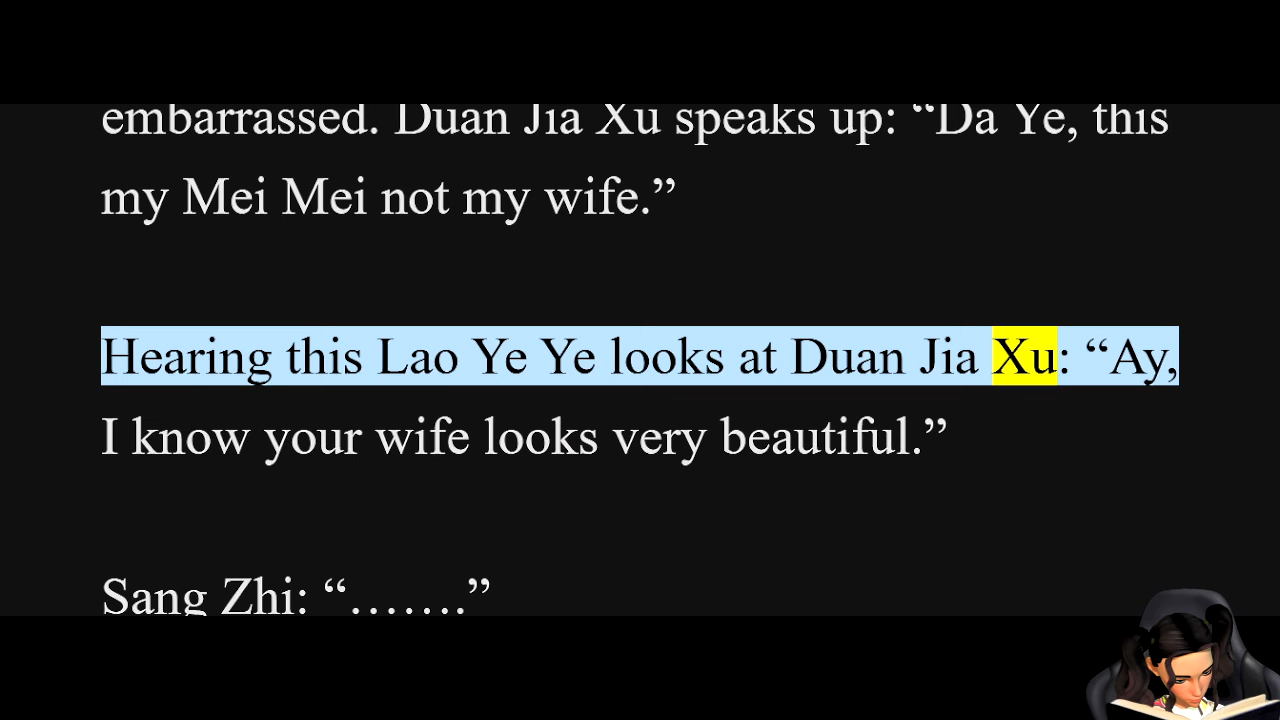 embarrassed. Duan Jia Xu speaks up: “Da Ye, this
my Mei Mei not my wife.”
Hearing this Lao Ye Ye looks at Duan Jia Xu: “Ay,
I know your wife looks very beautiful.”
Sang Zhi: “…….”